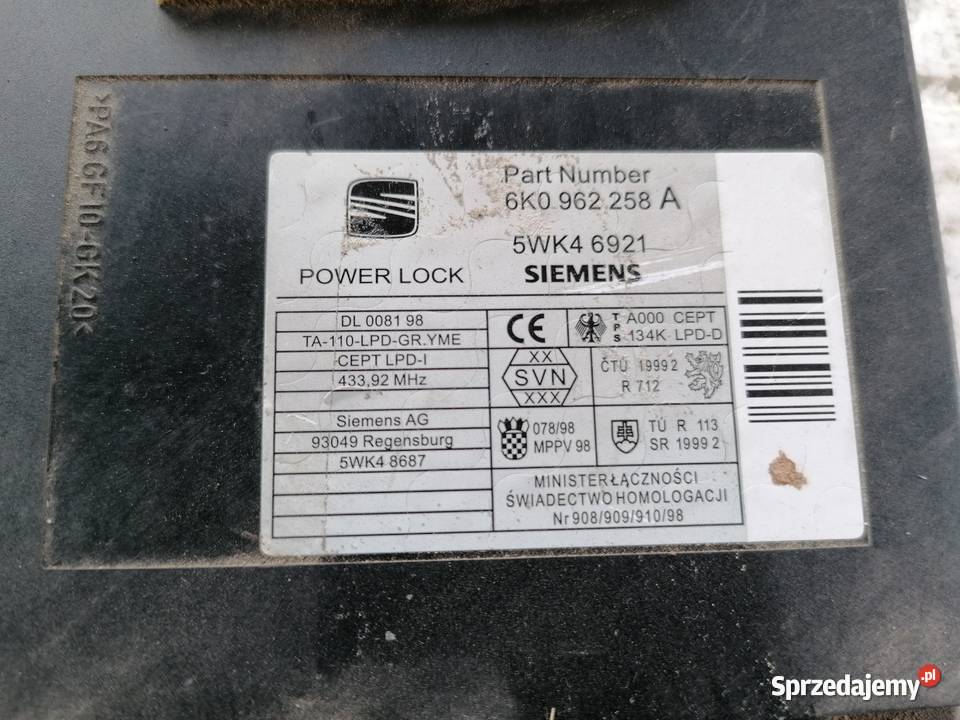 >PA6 GF10-GK20<
Part Number
6K0 962 258 A
5WK4 6921
POWER LOCK SIEMENS
DL 0081 98
TA-110-LPD-GR.YME
CEPT LPD-I
433,92 MHz
Siemens AG
93049 Regensburg
5WK4 8687
CE
TPS
A000 CEPT
134K LPD-D
XX
SVN
XXX
ČTÚ 1999 2
R 712
078/98
MPPV 98
TÚ R 113
SR 1999 2
MINISTER ŁĄCZNOŚCI
ŚWIADECTWO HOMOLOGACJI
Nr 908/909/910/98
Sprzedajemy.pl